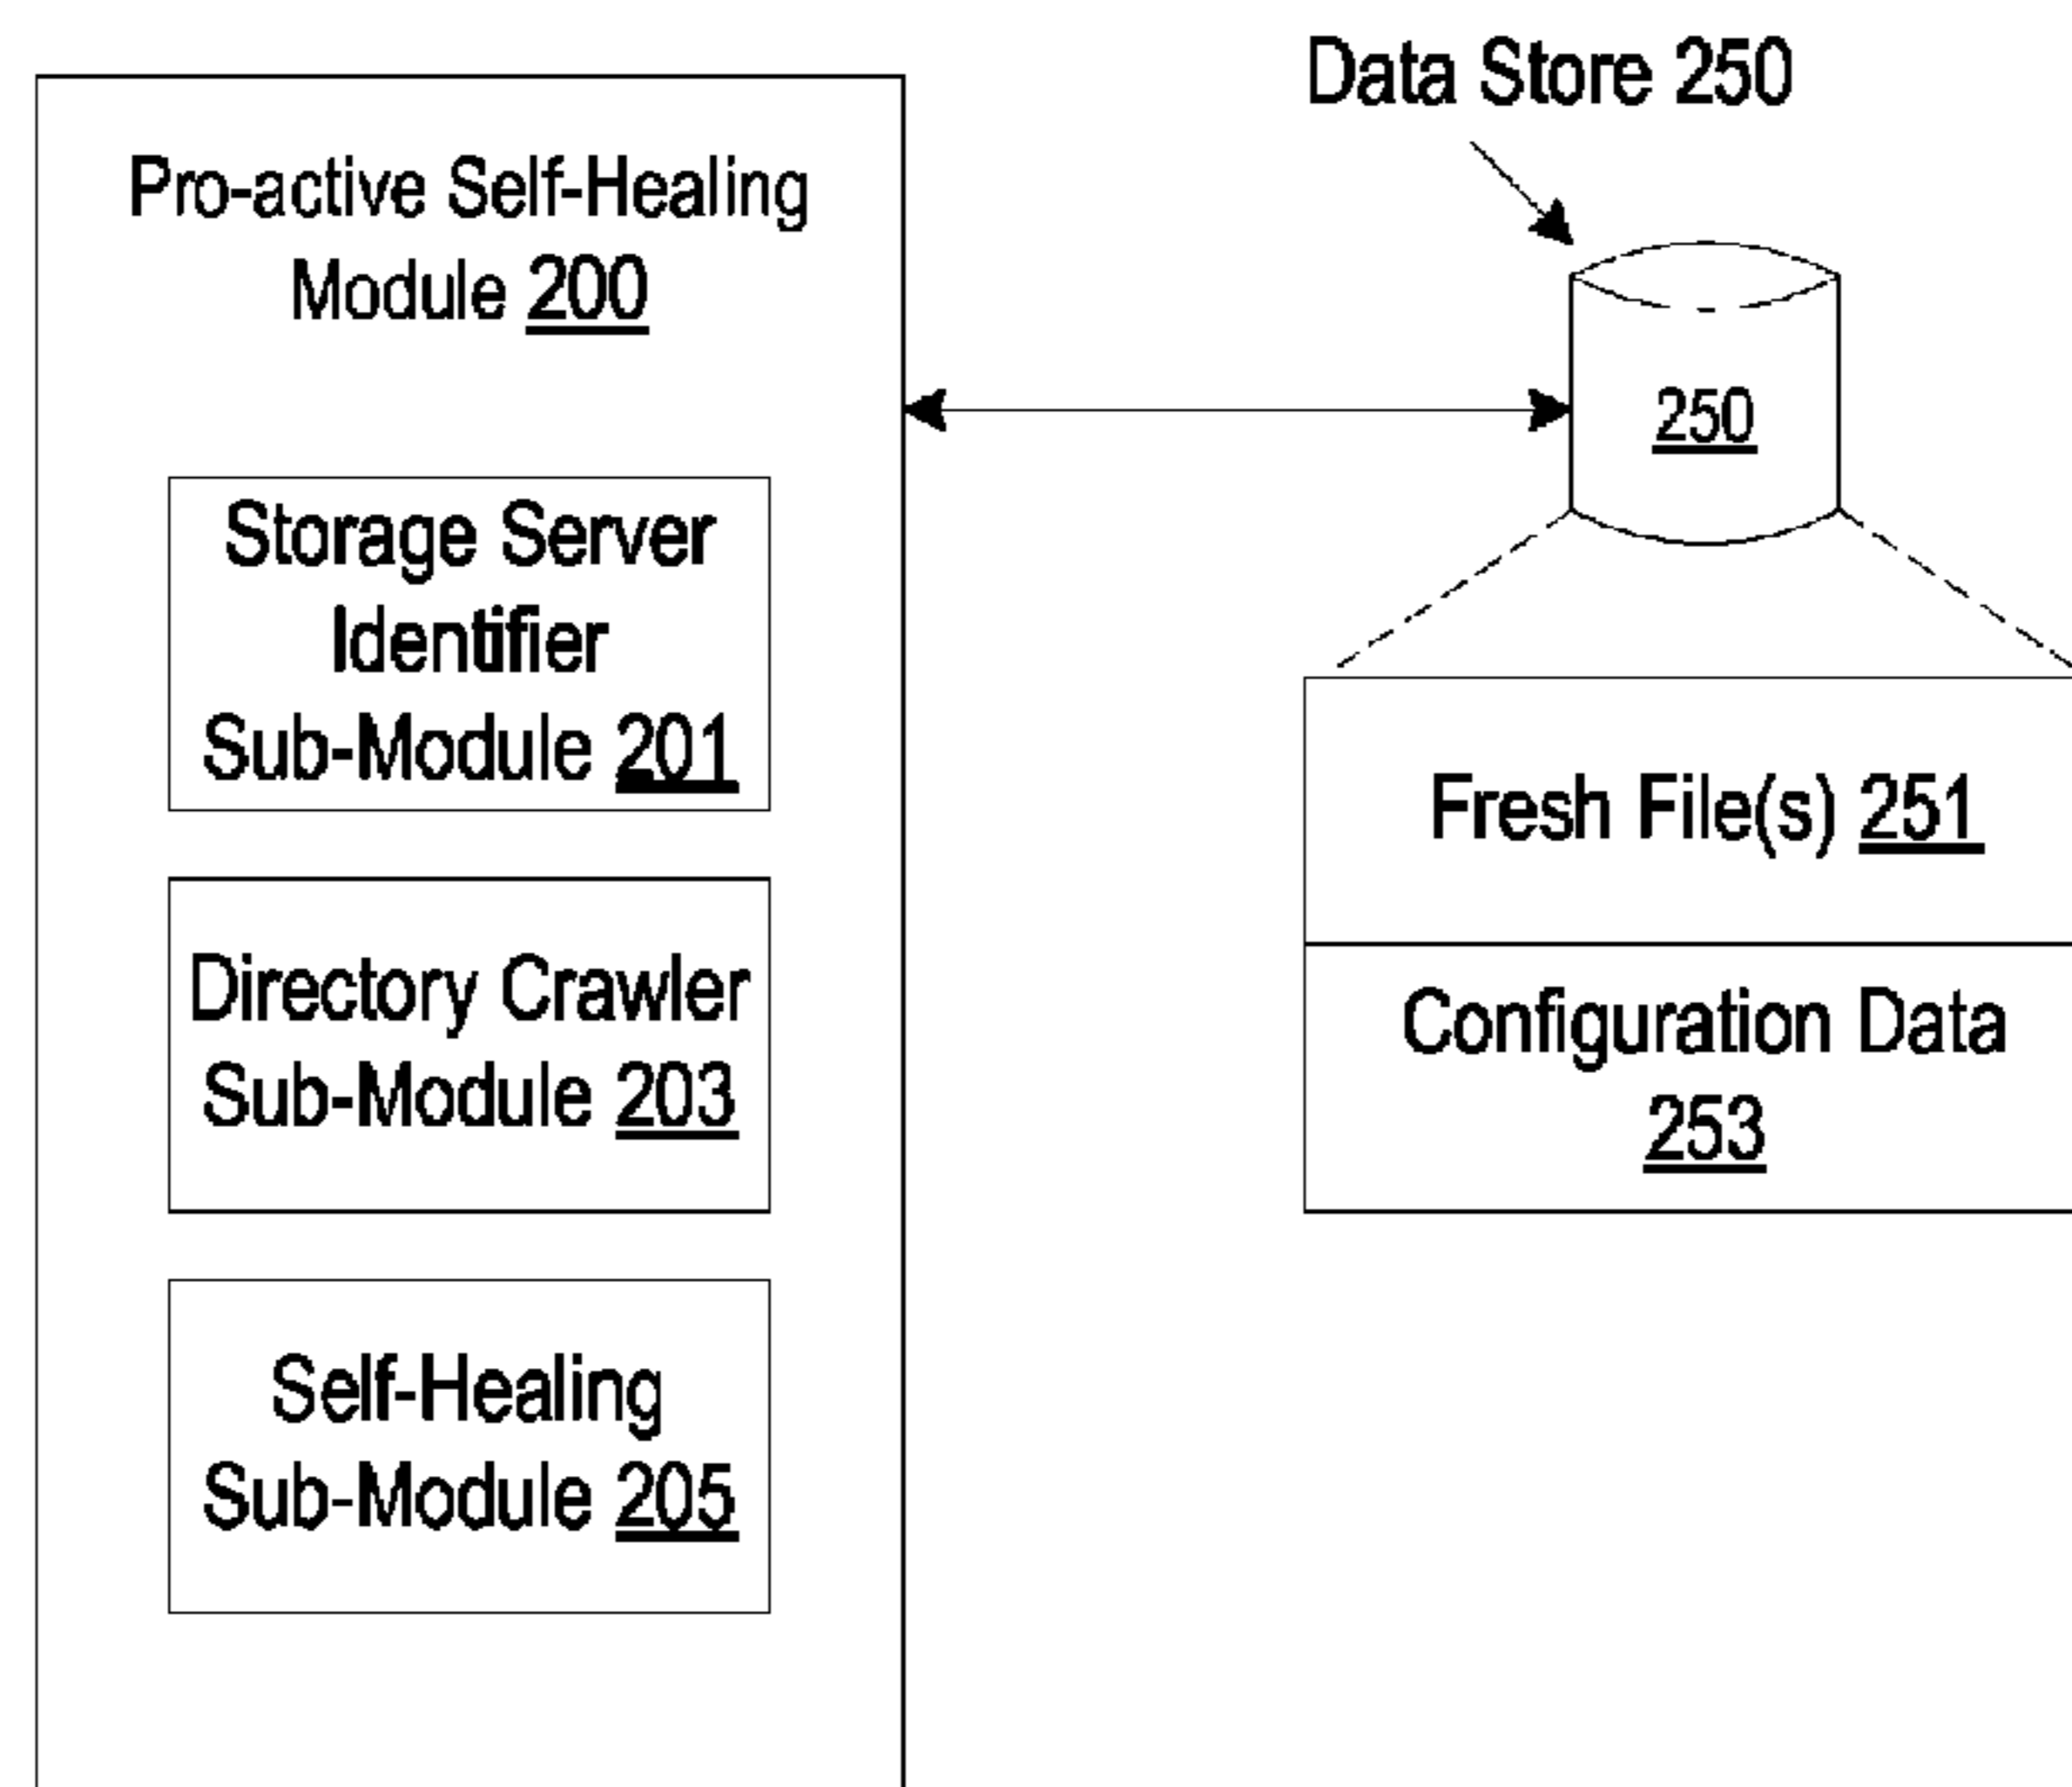 Pro-active Self-Healing
Module 200
Storage Server
Identifier
Sub-Module 201
Directory Crawler
Sub-Module 203
Self-Healing
Sub-Module 205
Data Store 250
250
Fresh File(s) 251
Configuration Data
253